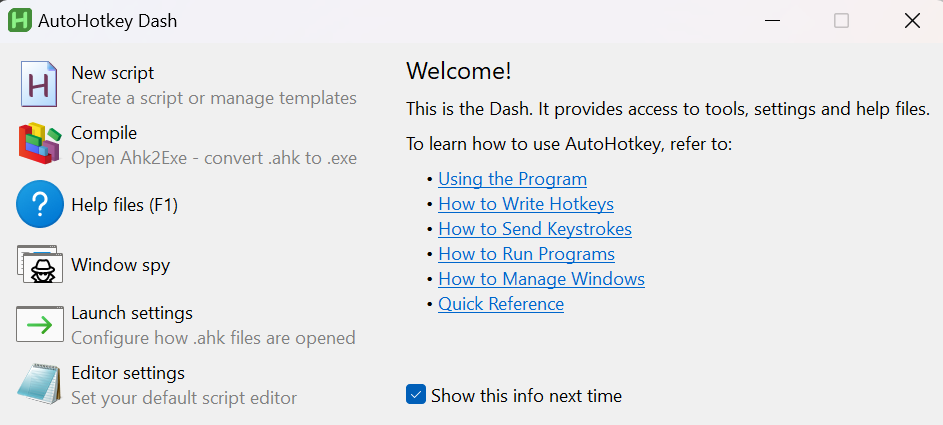 AutoHotkey Dash
New script
Create a script or manage templates
Compile
Open Ahk2Exe - convert .ahk to .exe
Help files (F1)
Window spy
Launch settings
Configure how .ahk files are opened
Editor settings
Set your default script editor
Welcome!
This is the Dash. It provides access to tools, settings and help files.
To learn how to use AutoHotkey, refer to:
• Using the Program
• How to Write Hotkeys
• How to Send Keystrokes
• How to Run Programs
• How to Manage Windows
• Quick Reference
Show this info next time